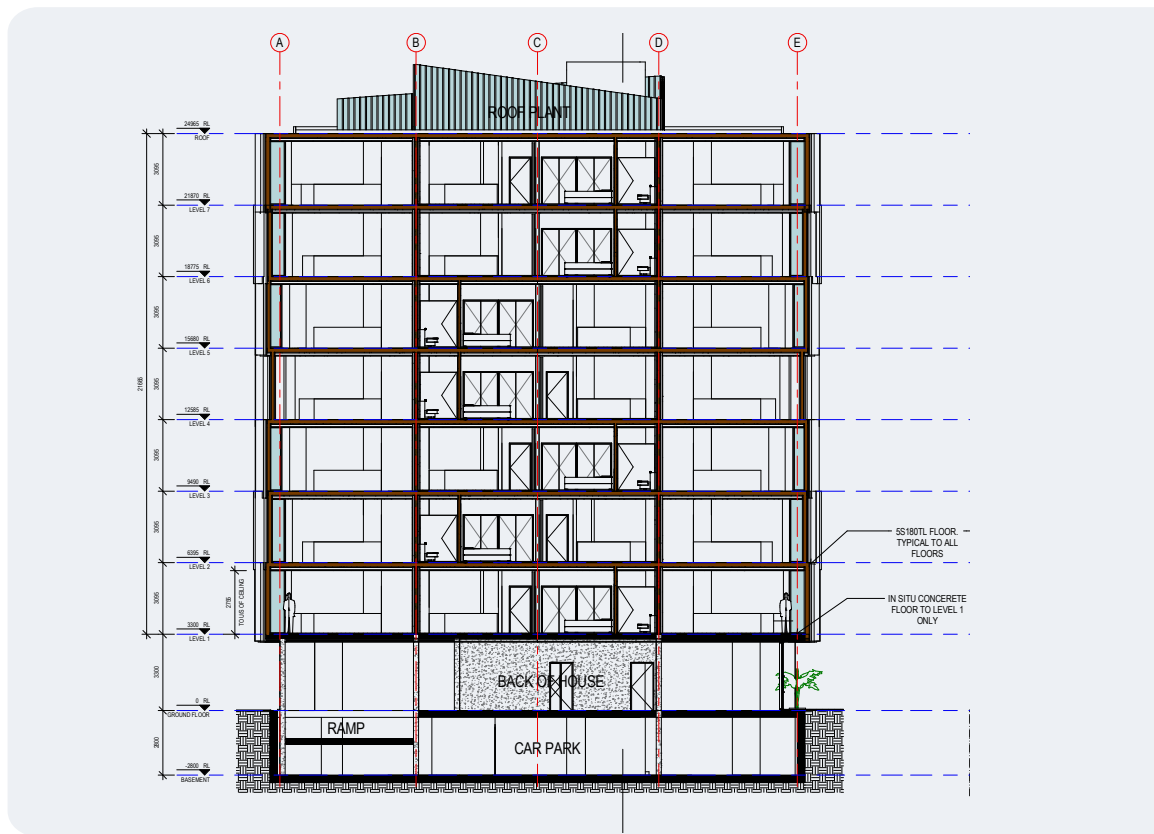 A B C D E
ROOF PLANT
24965 RL
ROOF
3095
21870 RL
LEVEL 7
3095
18775 RL
LEVEL 6
3095
15680 RL
LEVEL 5
21665
3095
12585 RL
LEVEL 4
3095
9490 RL
LEVEL 3
3095
5S180TL FLOOR.
TYPICAL TO ALL
FLOORS
6395 RL
LEVEL 2
3095
TO U/S OF CEILING
IN SITU CONCERETE
FLOOR TO LEVEL 1
ONLY
3300 RL
LEVEL 1
3300
BACK OF HOUSE
0 RL
GROUND FLOOR
RAMP
2800
CAR PARK
-2800 RL
BASEMENT